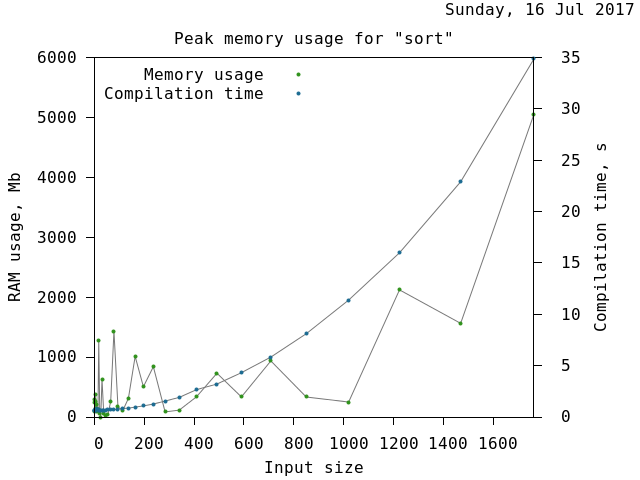 Sunday, 16 Jul 2017
Peak memory usage for "sort"
Memory usage
Compilation time
RAM usage, Mb
6000
5000
4000
3000
2000
1000
0
35
30
25
20
15
10
5
0
Compilation time, s
0 200 400 600 800 1000 1200 1400 1600
Input size